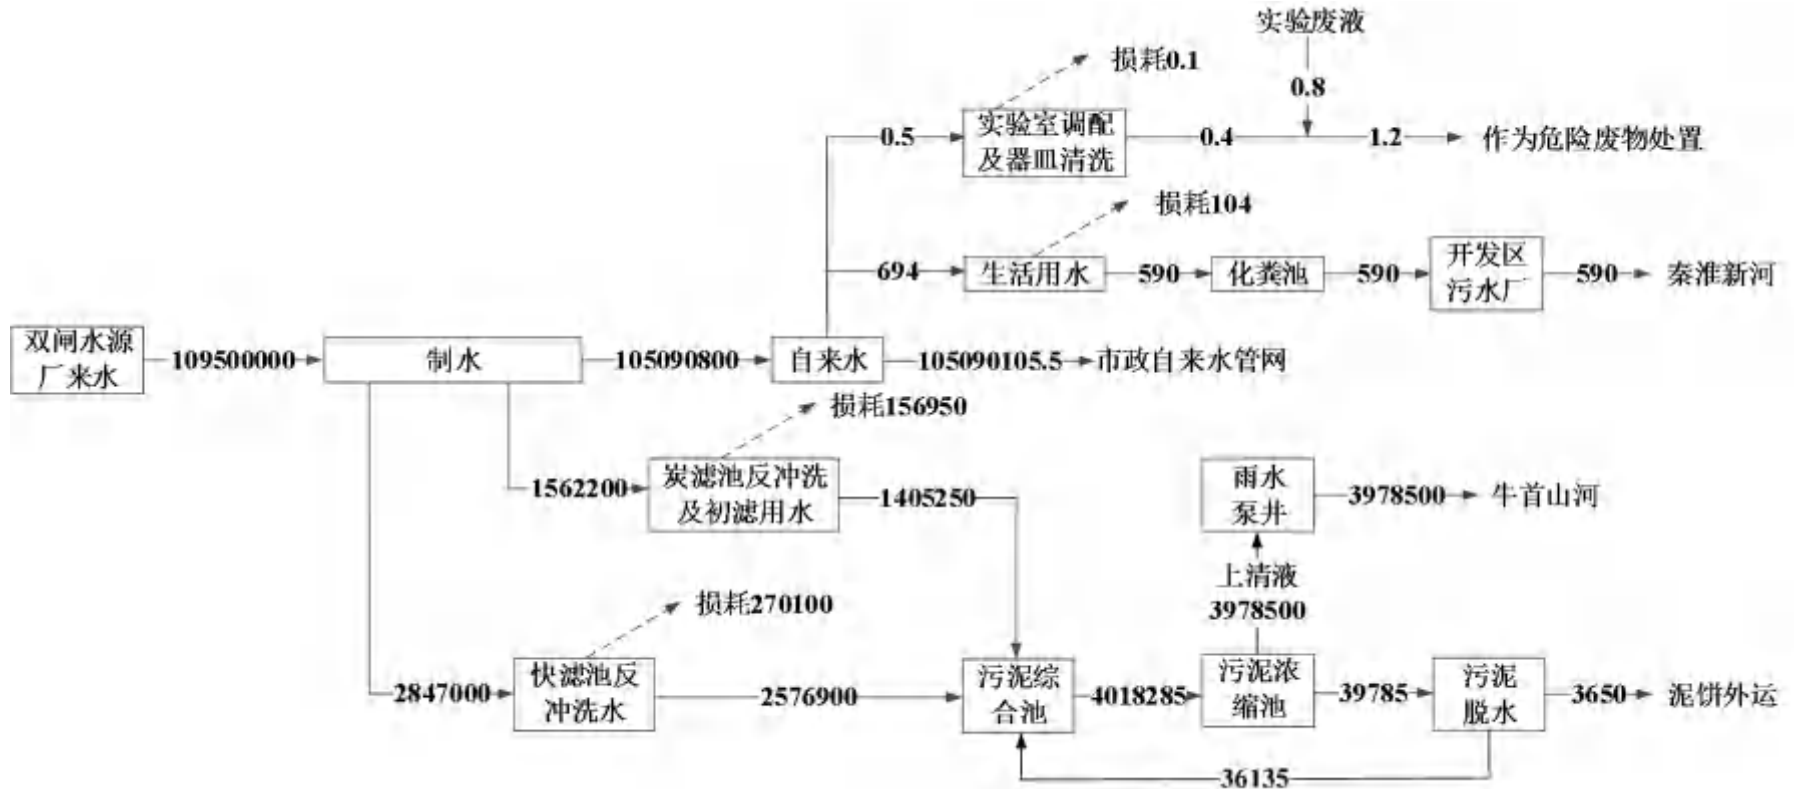 实验废液
损耗0.1
0.8
0.5
实验室调配
及器皿清洗
0.4
1.2
作为危险废物处置
损耗104
694
生活用水
590
化粪池
590
开发区
污水厂
590
秦淮新河
双闸水源
厂来水
109500000
制水
105090800
自来水
105090105.5
市政自来水管网
损耗156950
1562200
炭滤池反冲洗
及初滤用水
1405250
雨水
泵井
3978500
牛首山河
上清液
3978500
损耗270100
2847000
快滤池反
冲洗水
2576900
污泥综
合池
4018285
污泥浓
缩池
39785
污泥
脱水
3650
泥饼外运
36135